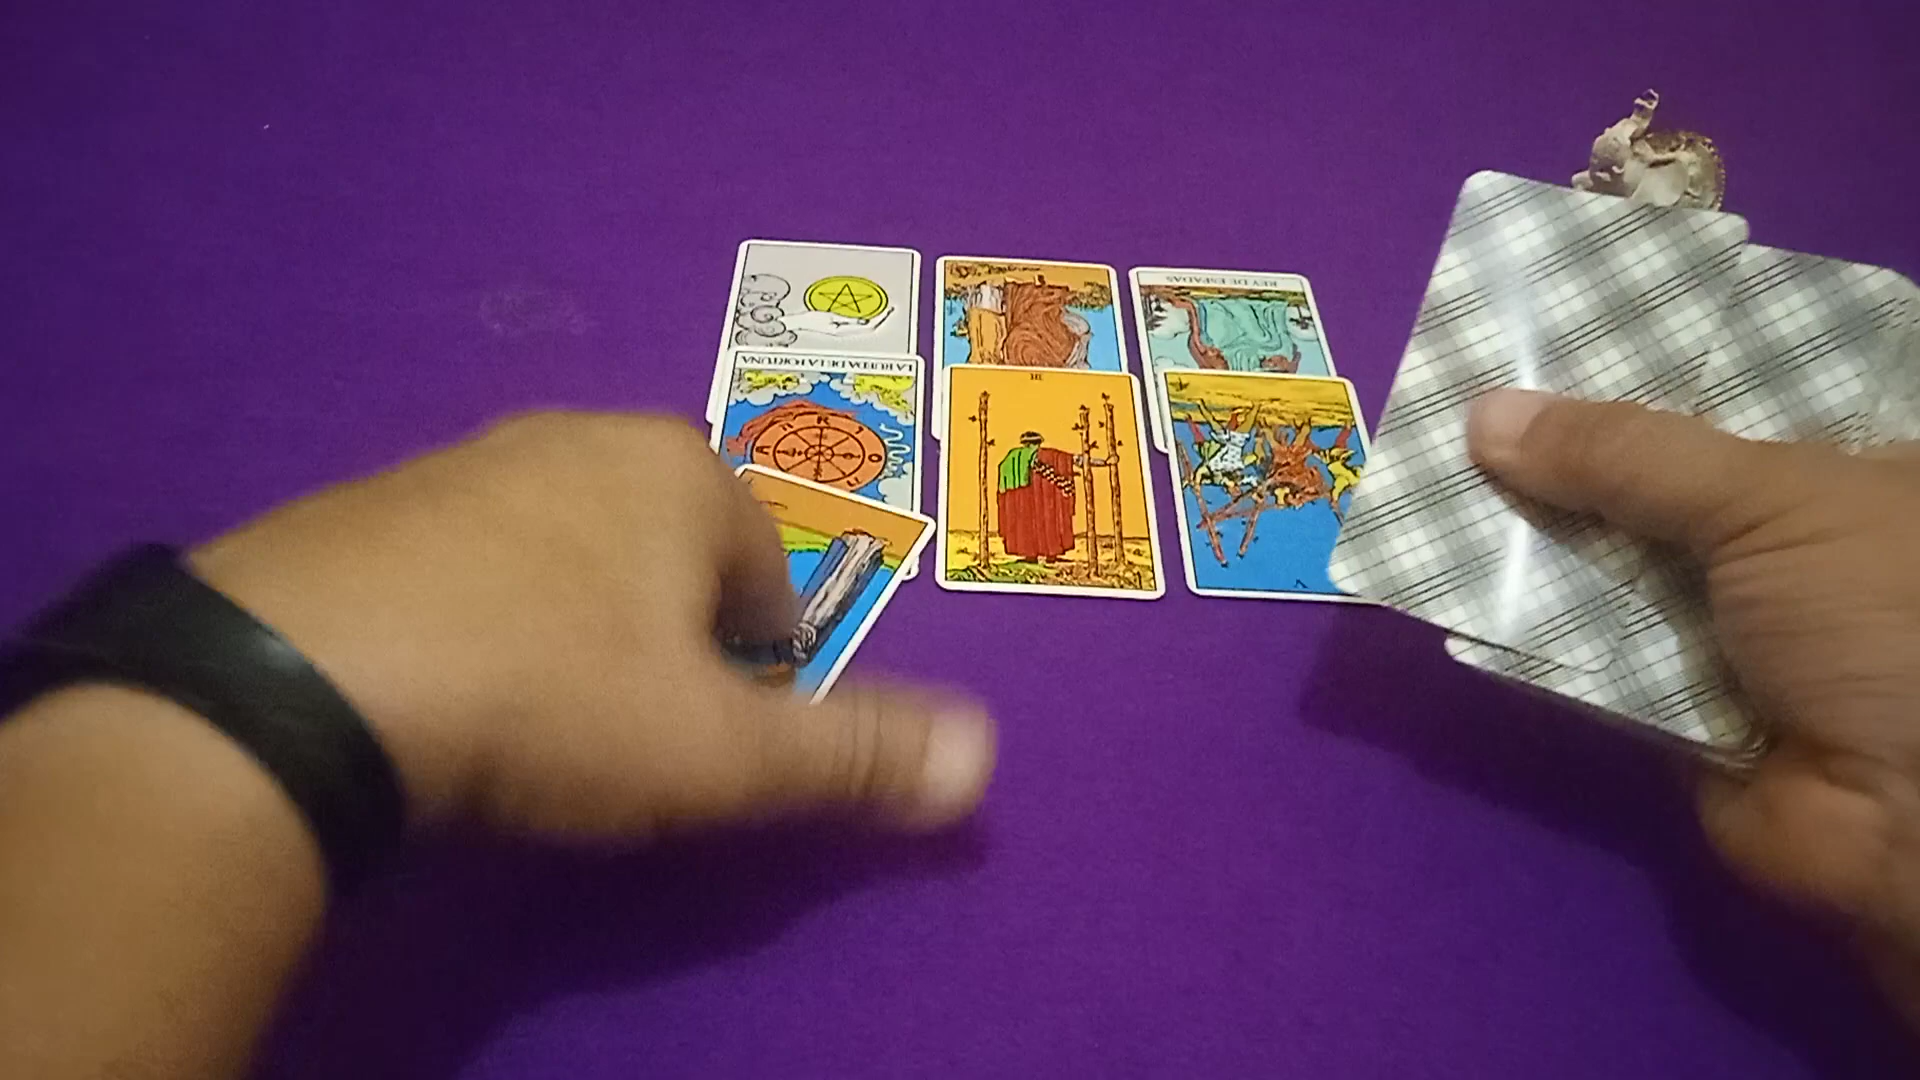 REY DE ESPADAS
LA RUEDA DE LA FORTUNA
III
V